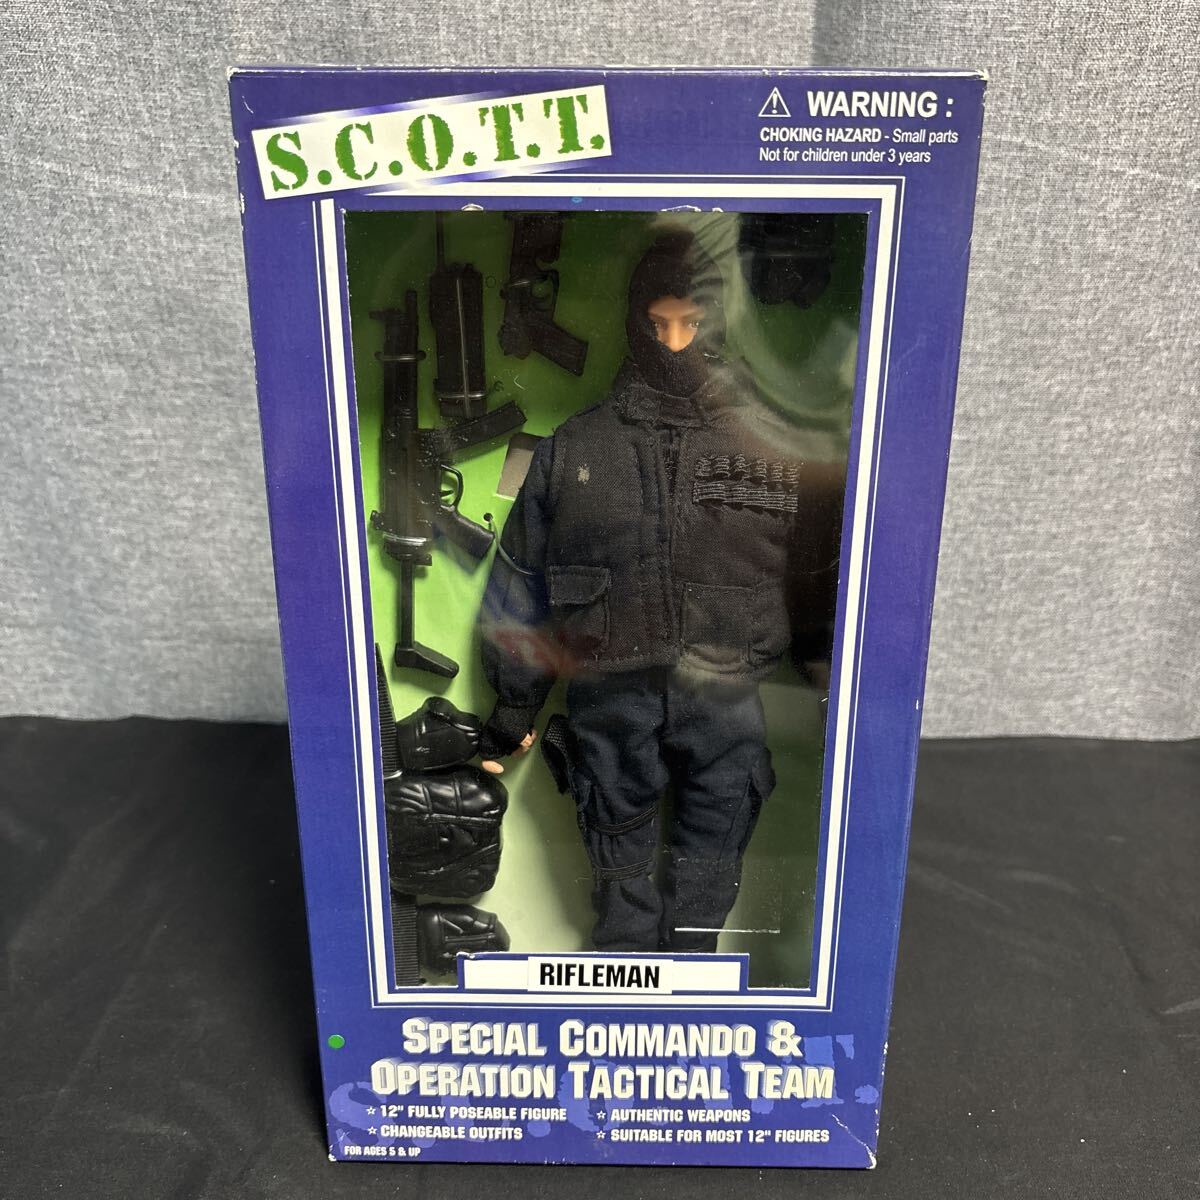 S.C.O.T.T.
⚠ WARNING :
CHOKING HAZARD - Small parts
Not for children under 3 years
RIFLEMAN
SPECIAL COMMANDO &
OPERATION TACTICAL TEAM
☆ 12" FULLY POSEABLE FIGURE
☆ AUTHENTIC WEAPONS
☆ CHANGEABLE OUTFITS
☆ SUITABLE FOR MOST 12" FIGURES
FOR AGES 5 & UP